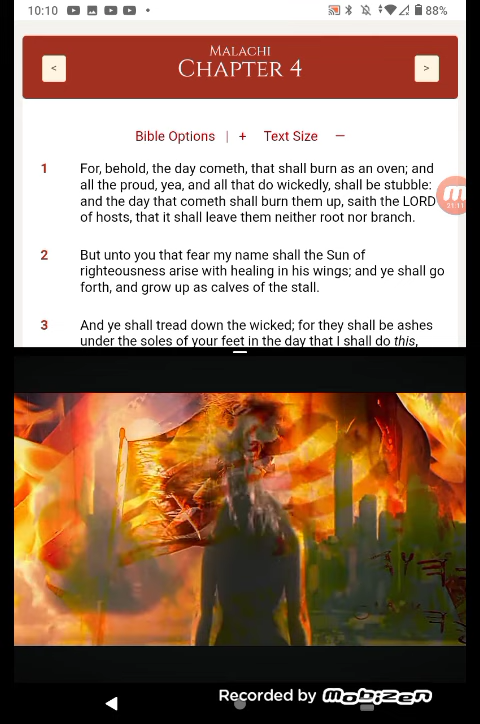 10:10
88%
MALACHI
CHAPTER 4
<
>
Bible Options | + Text Size −
1 For, behold, the day cometh, that shall burn as an oven; and
all the proud, yea, and all that do wickedly, shall be stubble:
and the day that cometh shall burn them up, saith the LORD
of hosts, that it shall leave them neither root nor branch.
2 But unto you that fear my name shall the Sun of
righteousness arise with healing in his wings; and ye shall go
forth, and grow up as calves of the stall.
3 And ye shall tread down the wicked; for they shall be ashes
under the soles of your feet in the day that I shall do this,
Recorded by Mobizen